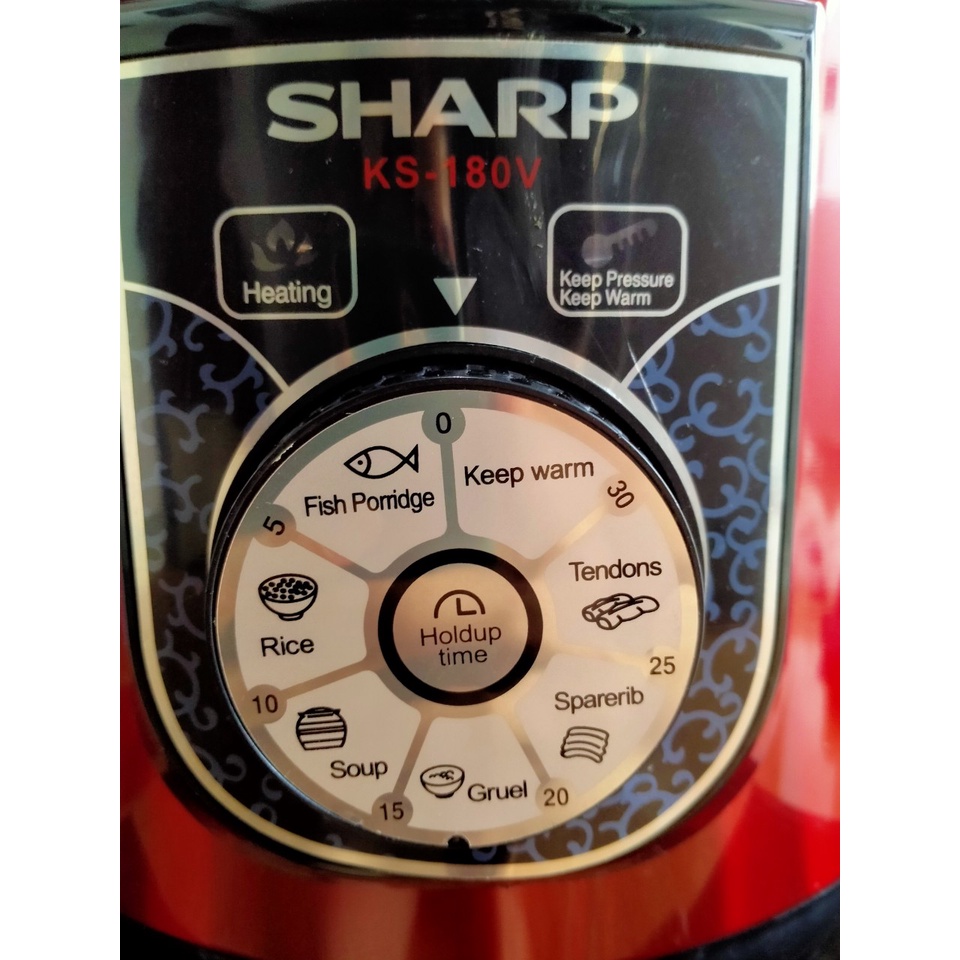 SHARP
KS-180V
Heating
Keep Pressure
Keep Warm
0
Keep warm
30
Tendons
25
Sparerib
20
Gruel
15
Soup
10
Rice
5
Fish Porridge
Holdup
time